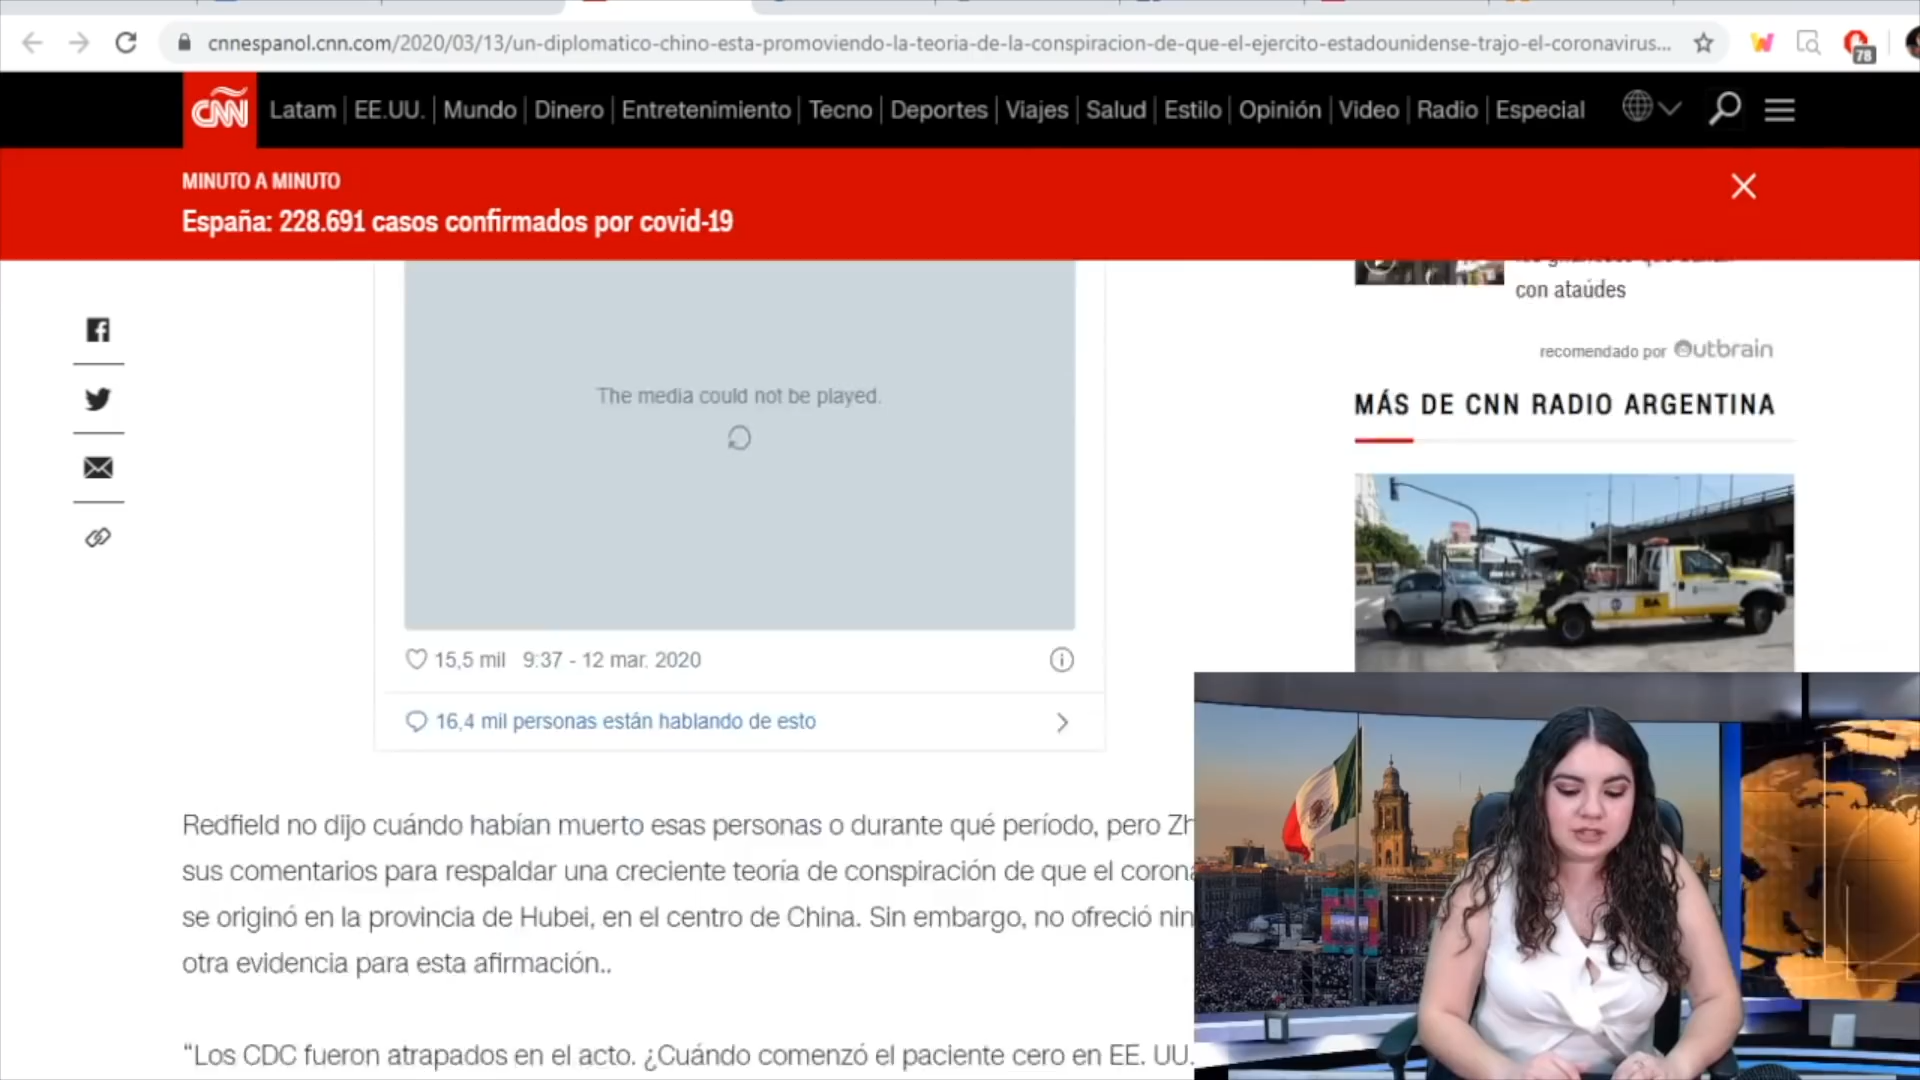 cnnespanol.cnn.com/2020/03/13/un-diplomatico-chino-esta-promoviendo-la-teoria-de-la-conspiracion-de-que-el-ejercito-estadounidense-trajo-el-coronavirus...
78
CNN
Latam | EE.UU. | Mundo | Dinero | Entretenimiento | Tecno | Deportes | Viajes | Salud | Estilo | Opinión | Video | Radio | Especial
MINUTO A MINUTO
España: 228.691 casos confirmados por covid-19
con ataúdes
recomendado por Outbrain
The media could not be played.
MÁS DE CNN RADIO ARGENTINA
BA
15,5 mil 9:37 - 12 mar. 2020
16,4 mil personas están hablando de esto
Redfield no dijo cuándo habían muerto esas personas o durante qué período, pero Zh
sus comentarios para respaldar una creciente teoría de conspiración de que el corona
se originó en la provincia de Hubei, en el centro de China. Sin embargo, no ofreció nin
otra evidencia para esta afirmación..
“Los CDC fueron atrapados en el acto. ¿Cuándo comenzó el paciente cero en EE. UU.